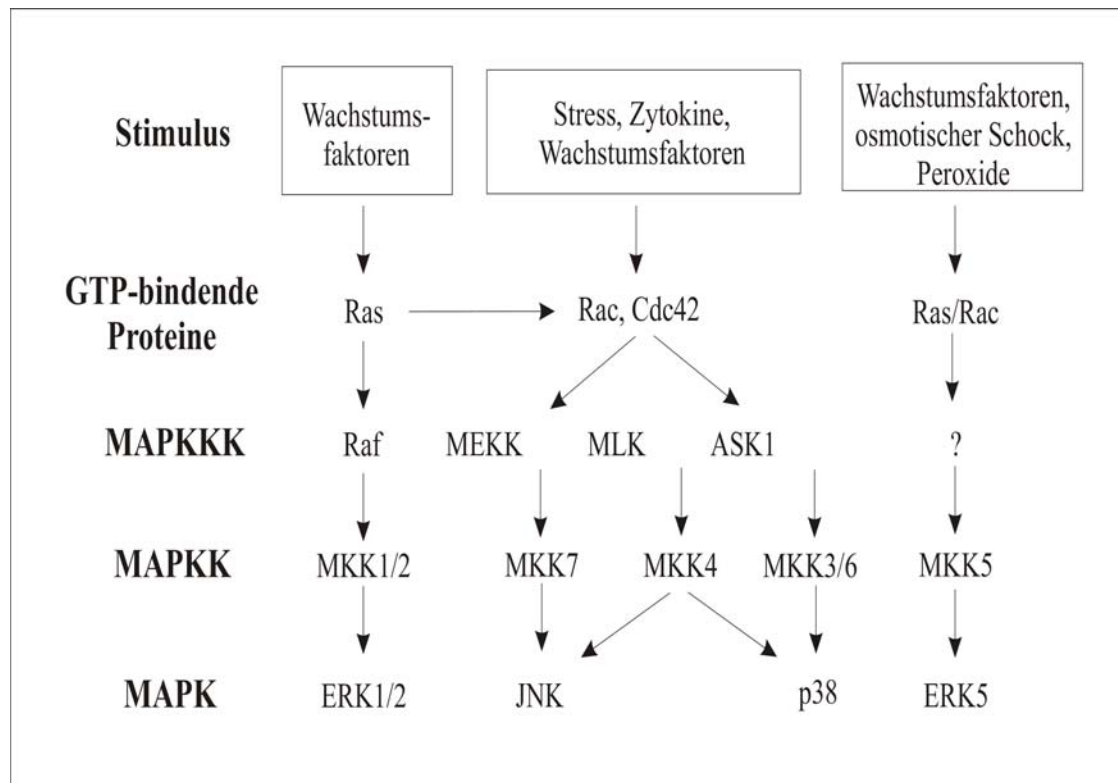 Stimulus
Wachstums-
faktoren
Stress, Zytokine,
Wachstumsfaktoren
Wachstumsfaktoren,
osmotischer Schock,
Peroxide
GTP-bindende
Proteine
Ras
Rac, Cdc42
Ras/Rac
MAPKKK
Raf
MEKK
MLK
ASK1
?
MAPKK
MKK1/2
MKK7
MKK4
MKK3/6
MKK5
MAPK
ERK1/2
JNK
p38
ERK5